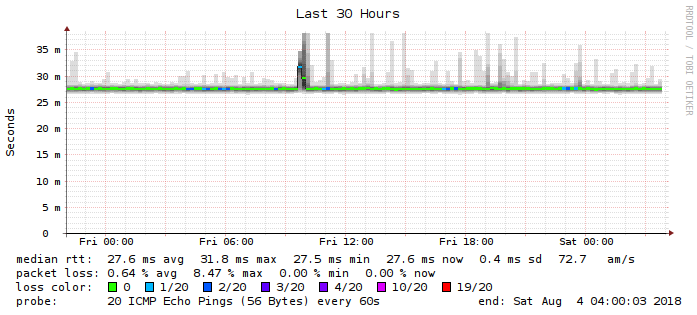 Last 30 Hours
RRDTOOL / TOBI OETIKER
Seconds
35 m
30 m
25 m
20 m
15 m
10 m
5 m
0
Fri 00:00 Fri 06:00 Fri 12:00 Fri 18:00 Sat 00:00
median rtt: 27.6 ms avg 31.8 ms max 27.5 ms min 27.6 ms now 0.4 ms sd 72.7 am/s
packet loss: 0.64 % avg 8.47 % max 0.00 % min 0.00 % now
loss color: 0 1/20 2/20 3/20 4/20 10/20 19/20
probe: 20 ICMP Echo Pings (56 Bytes) every 60s end: Sat Aug 4 04:00:03 2018